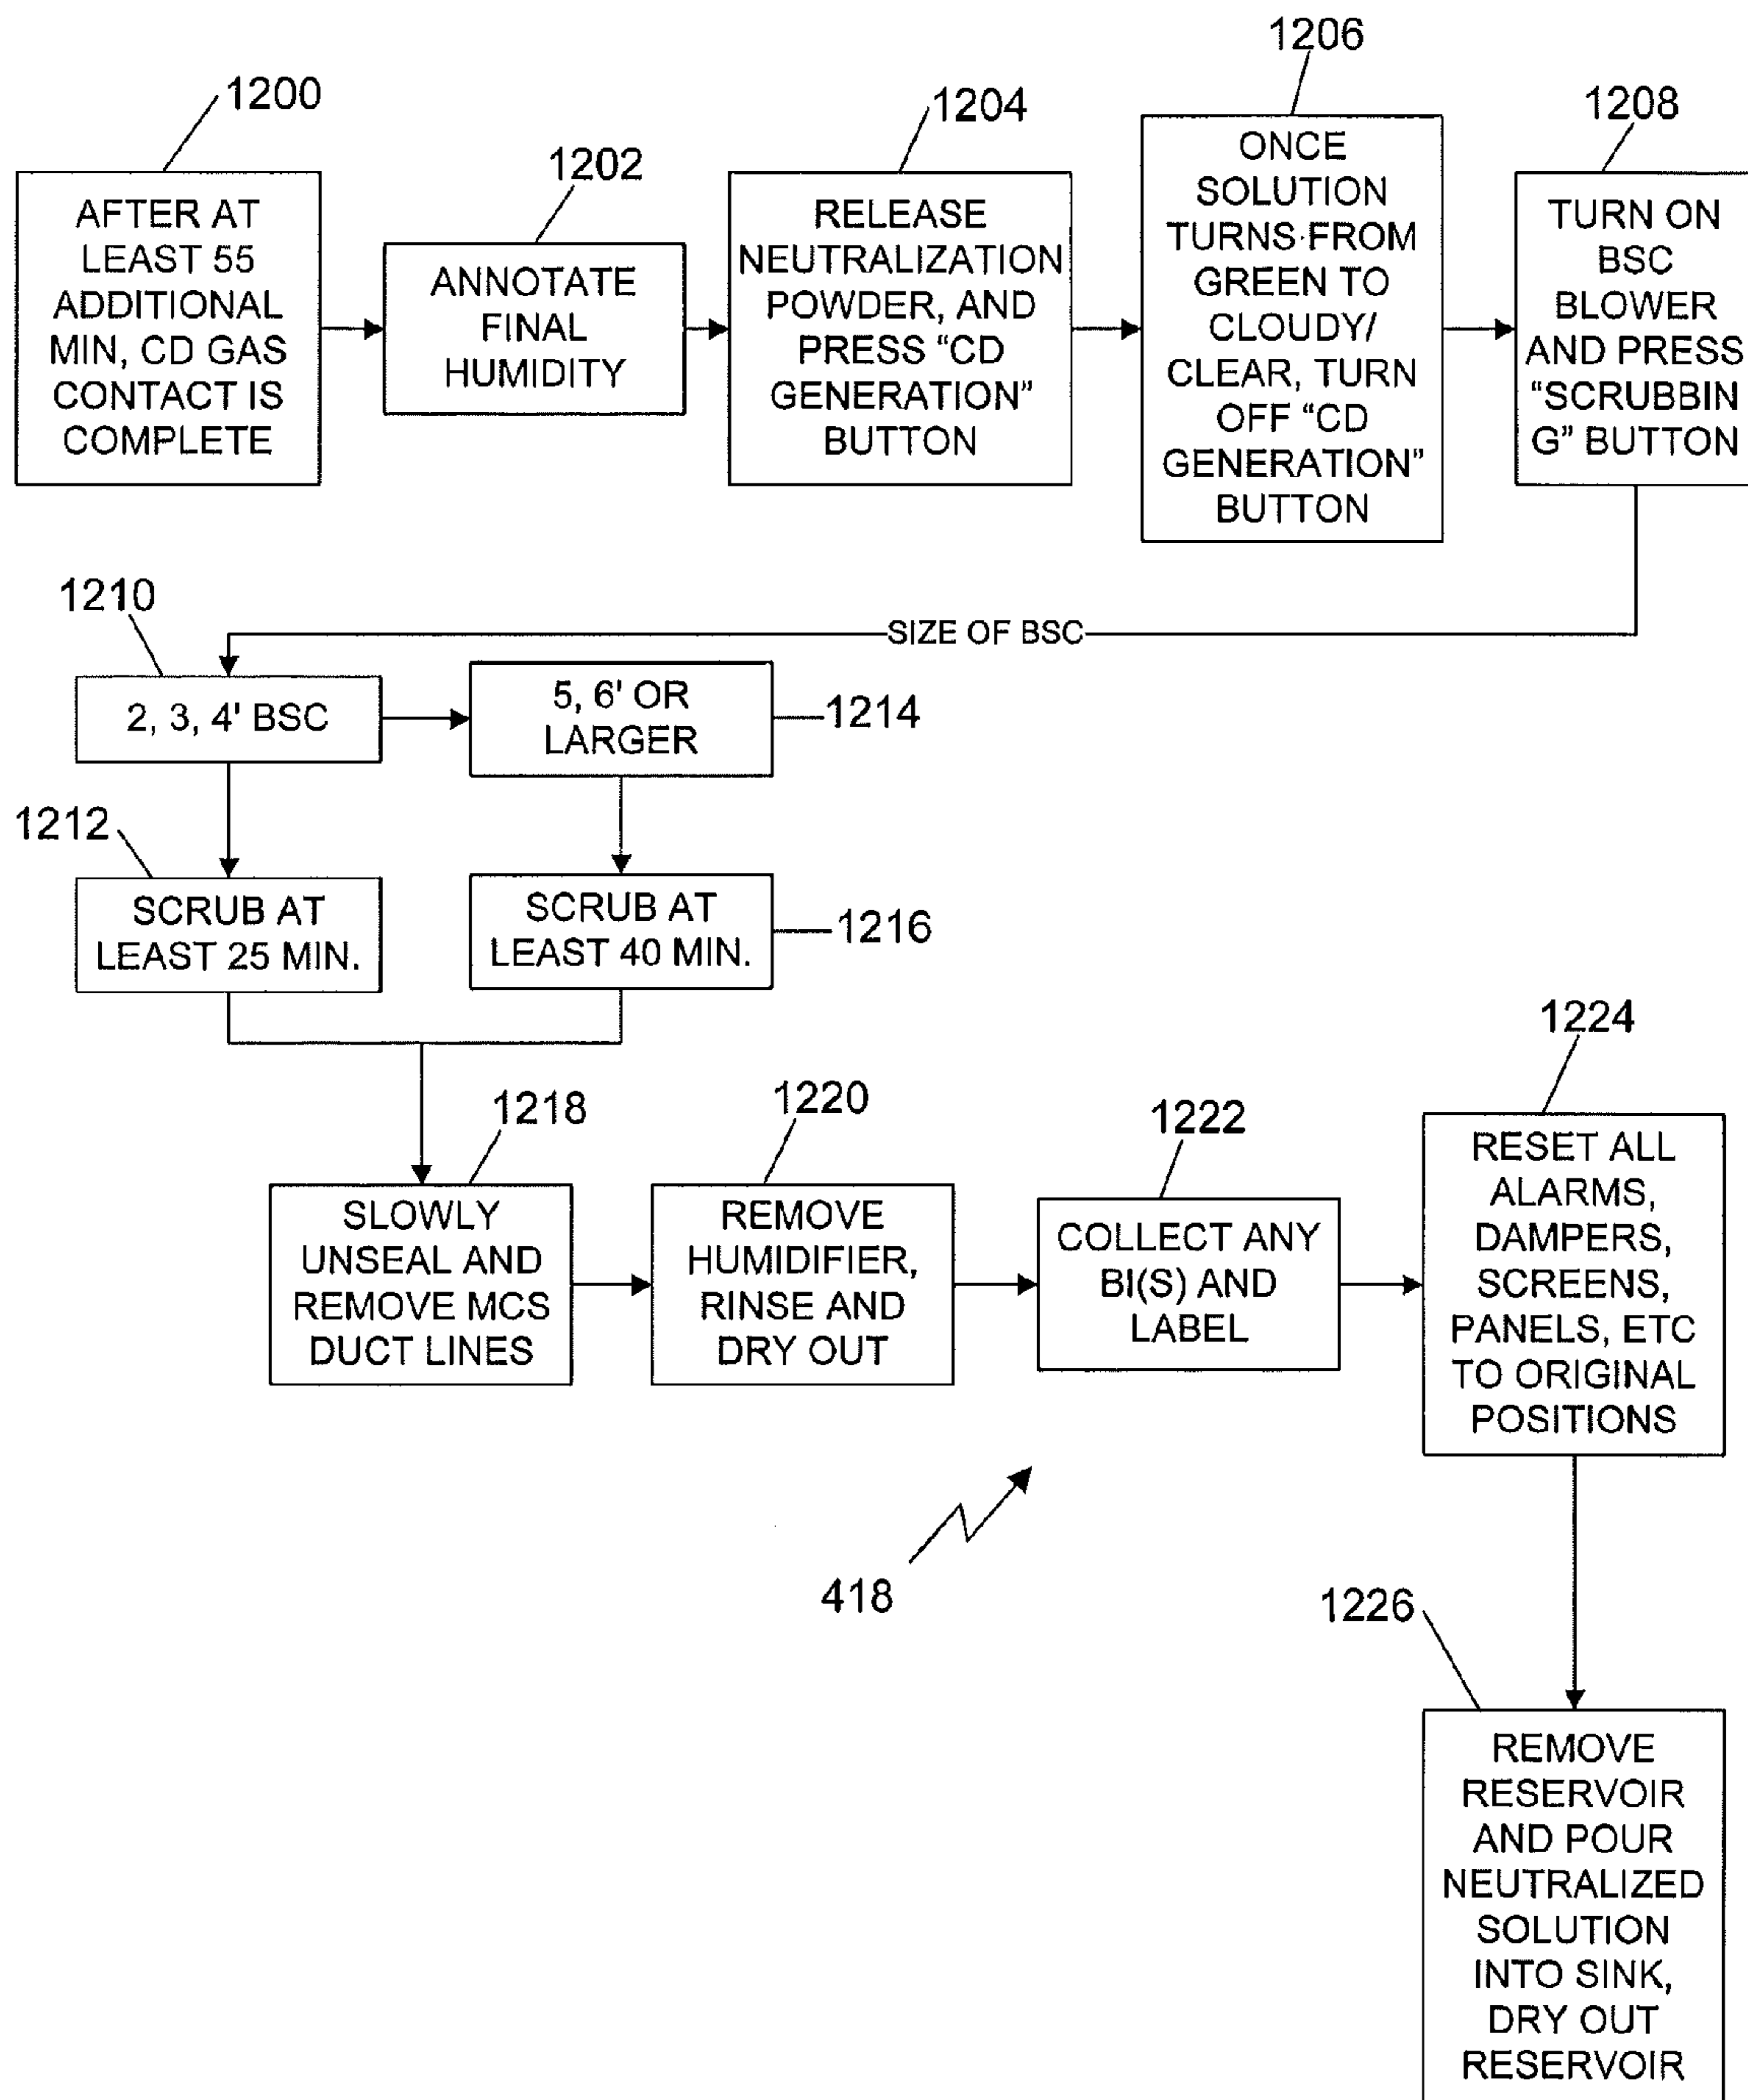 1200
AFTER AT
LEAST 55
ADDITIONAL
MIN, CD GAS
CONTACT IS
COMPLETE
1202
ANNOTATE
FINAL
HUMIDITY
1204
RELEASE
NEUTRALIZATION
POWDER, AND
PRESS “CD
GENERATION”
BUTTON
1206
ONCE
SOLUTION
TURNS FROM
GREEN TO
CLOUDY/
CLEAR, TURN
OFF “CD
GENERATION”
BUTTON
1208
TURN ON
BSC
BLOWER
AND PRESS
“SCRUBBIN
G” BUTTON
SIZE OF BSC
1210
2, 3, 4' BSC
5, 6' OR
LARGER
1214
1212
SCRUB AT
LEAST 25 MIN.
SCRUB AT
LEAST 40 MIN.
1216
1218
SLOWLY
UNSEAL AND
REMOVE MCS
DUCT LINES
1220
REMOVE
HUMIDIFIER,
RINSE AND
DRY OUT
1222
COLLECT ANY
BI(S) AND
LABEL
1224
RESET ALL
ALARMS,
DAMPERS,
SCREENS,
PANELS, ETC
TO ORIGINAL
POSITIONS
418
1226
REMOVE
RESERVOIR
AND POUR
NEUTRALIZED
SOLUTION
INTO SINK,
DRY OUT
RESERVOIR